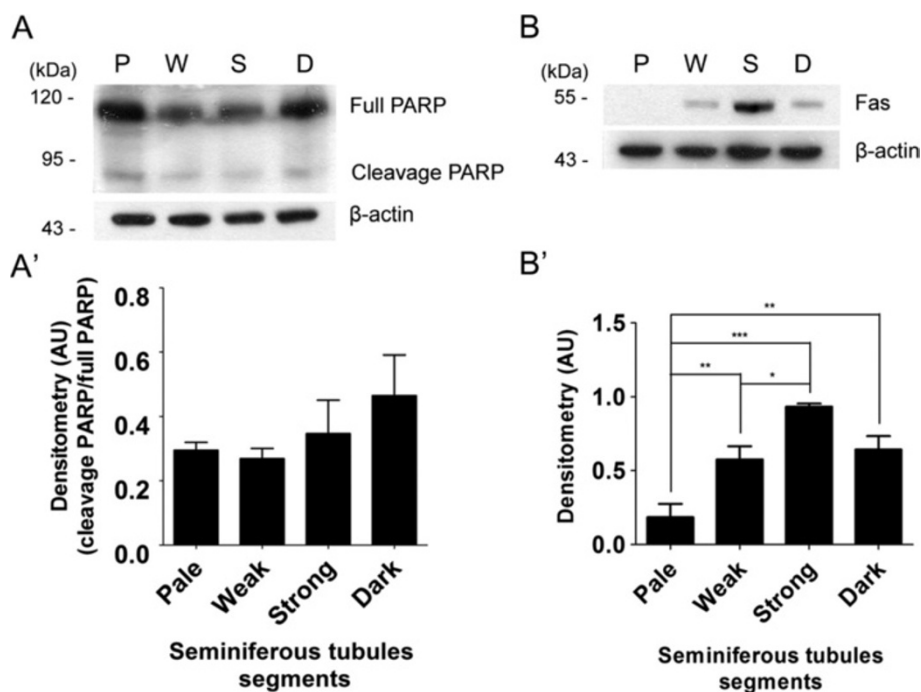 A
(kDa) P W S D
120 - Full PARP
95 - Cleavage PARP
43 - β-actin
B
(kDa) P W S D
55 - Fas
43 - β-actin
A'
Densitometry (AU)
(cleavage PARP/full PARP)
0.8
0.6
0.4
0.2
0.0
Pale Weak Strong Dark
Seminiferous tubules
segments
B'
Densitometry (AU)
1.5
1.0
0.5
0.0
**
***
** *
Pale Weak Strong Dark
Seminiferous tubules
segments